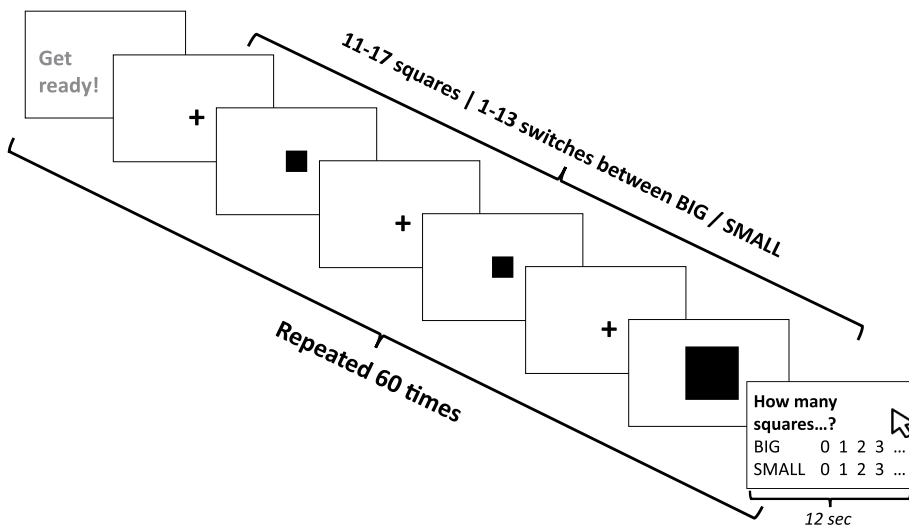 Get
ready!
+
11-17 squares | 1-13 switches between BIG / SMALL
+
+
Repeated 60 times
How many
squares...?
BIG 0 1 2 3 ...
SMALL 0 1 2 3 ...
12 sec